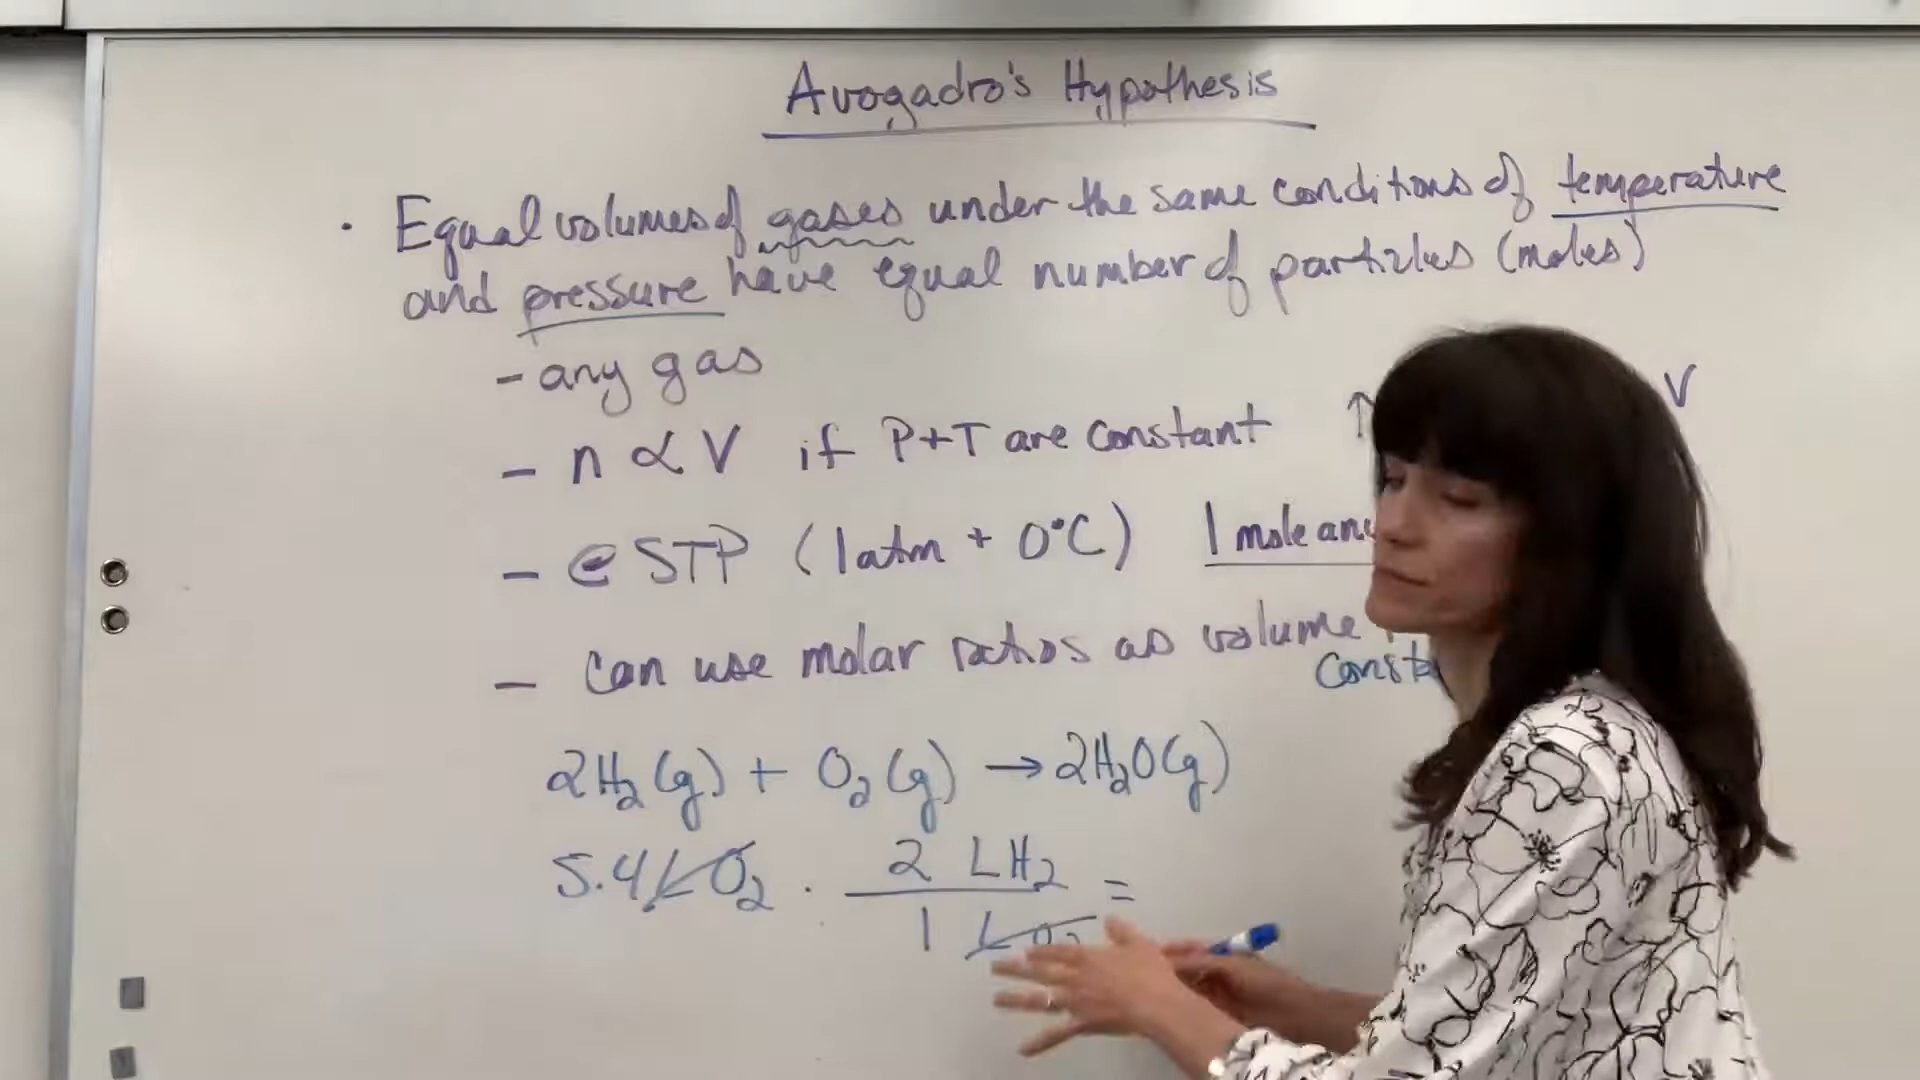 Avogadro's Hypothesis
· Equal volumes of gases under the same conditions of temperature
and pressure have equal number of particles (moles)
- any gas
- n ∝ V if P+T are constant ↑ V
- @ STP (1atm + 0°C) 1 mole
- can use molar ratios as volume
2H₂(g) + O₂(g) → 2H₂O(g)
5.4 L O₂ · 2 L H₂ =
1 L O₂